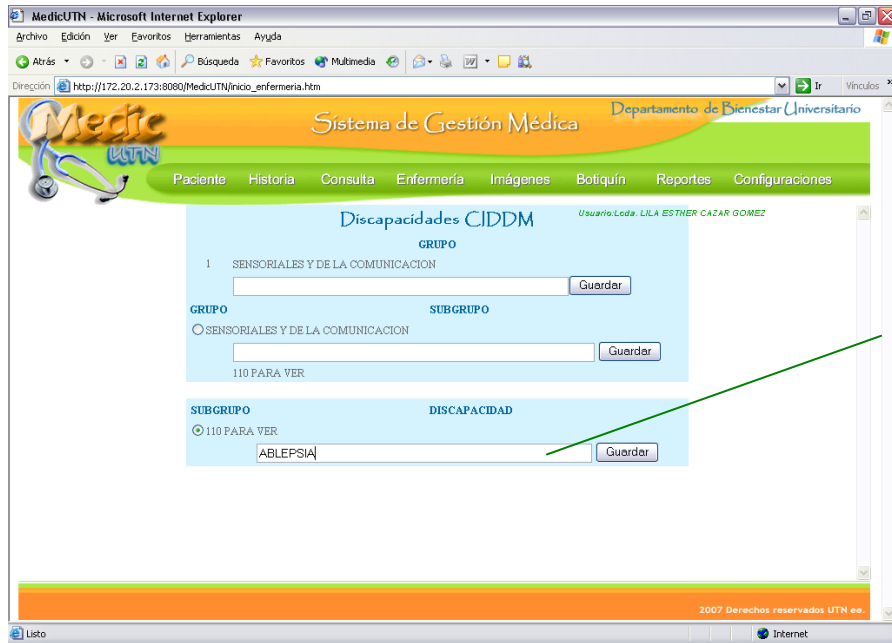 MedicUTN - Microsoft Internet Explorer
Archivo Edición Ver Favoritos Herramientas Ayuda
Atrás Búsqueda Favoritos Multimedia
Dirección http://172.20.2.173:8080/MedicUTN/inicio_enfermeria.htm Ir Vínculos »
Medic UTN
Sistema de Gestión Médica
Departamento de Bienestar Universitario
Paciente Historia Consulta Enfermería Imágenes Botiquín Reportes Configuraciones
Discapacidades CIDDM
Usuario:Lcda. LILA ESTHER CAZAR GOMEZ
GRUPO
1 SENSORIALES Y DE LA COMUNICACION
Guardar
GRUPO SUBGRUPO
SENSORIALES Y DE LA COMUNICACION
Guardar
110 PARA VER
SUBGRUPO DISCAPACIDAD
110 PARA VER
ABLEPSIA Guardar
2007 Derechos reservados UTN ee.
Listo Internet